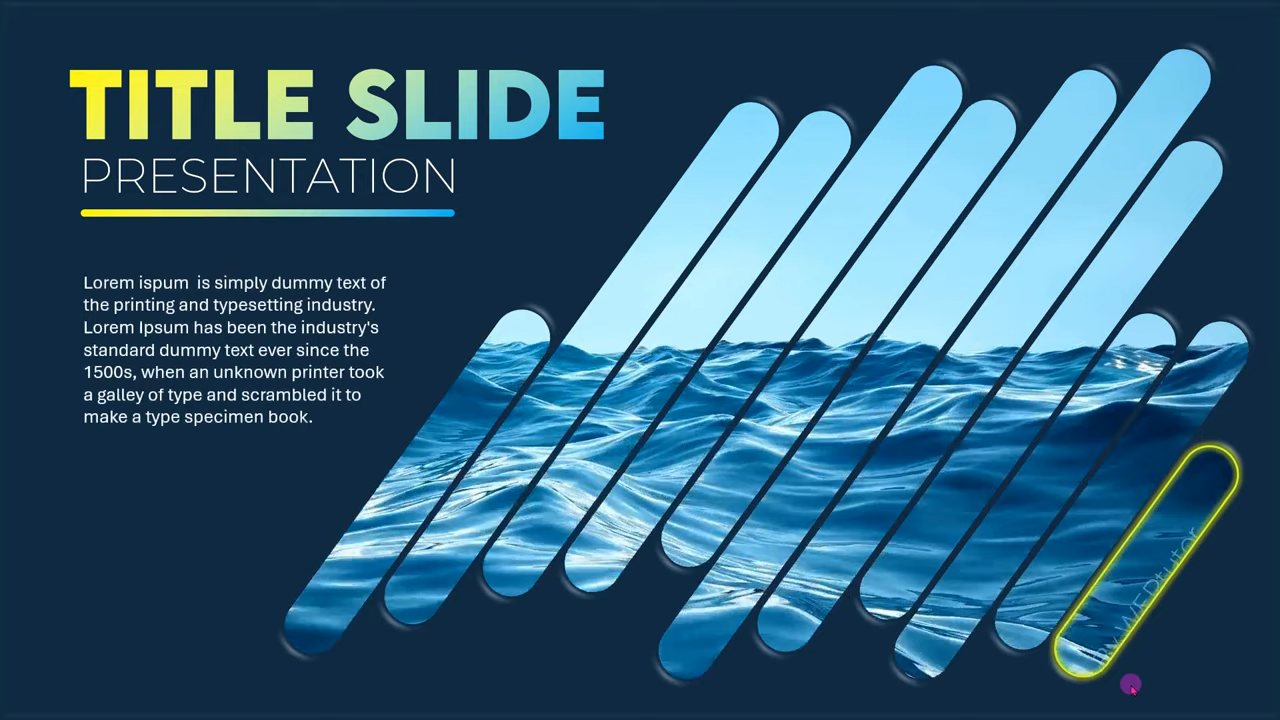 TITLE SLIDE
PRESENTATION
Lorem ispum  is simply dummy text of
the printing and typesetting industry.
Lorem Ipsum has been the industry's
standard dummy text ever since the
1500s, when an unknown printer took
a galley of type and scrambled it to
make a type specimen book.